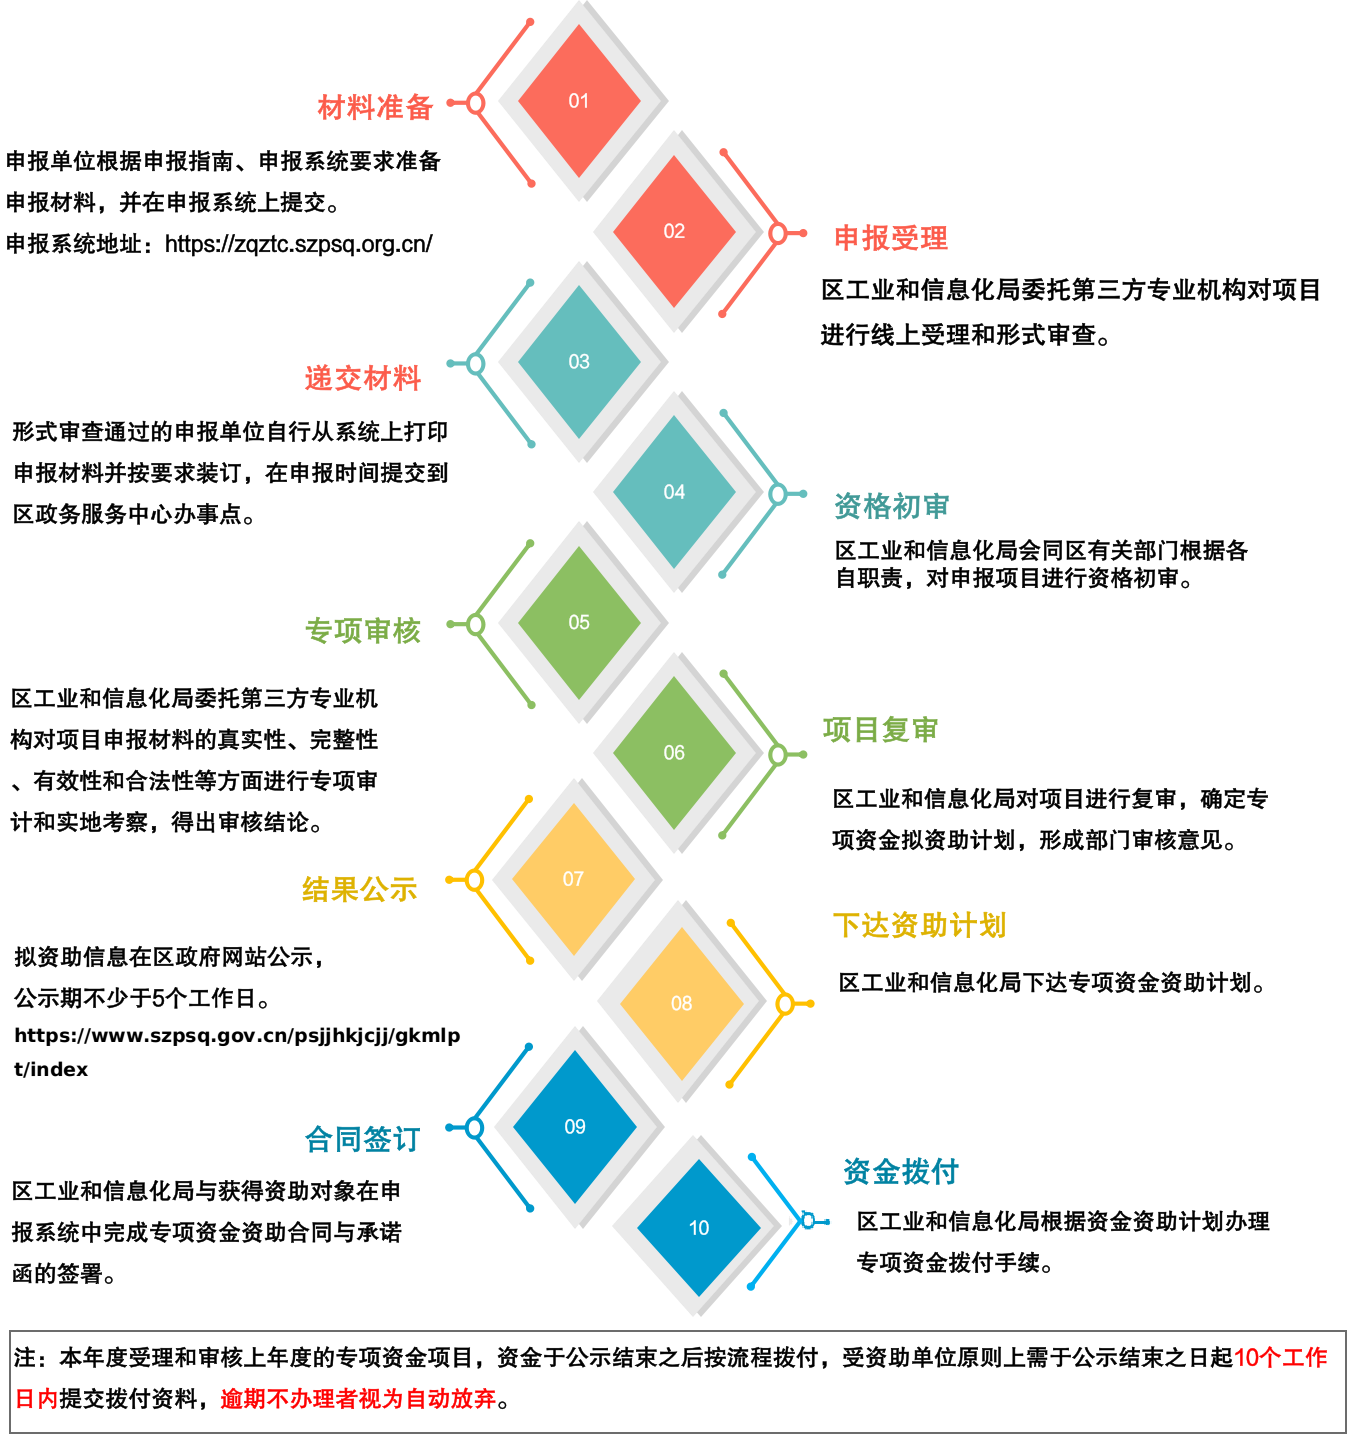 01
材料准备
申报单位根据申报指南、申报系统要求准备
申报材料，并在申报系统上提交。
申报系统地址：https://zqztc.szpsq.org.cn/
02
申报受理
区工业和信息化局委托第三方专业机构对项目
进行线上受理和形式审查。
03
递交材料
形式审查通过的申报单位自行从系统上打印
申报材料并按要求装订，在申报时间提交到
区政务服务中心办事点。
04
资格初审
区工业和信息化局会同区有关部门根据各
自职责，对申报项目进行资格初审。
05
专项审核
区工业和信息化局委托第三方专业机
构对项目申报材料的真实性、完整性
、有效性和合法性等方面进行专项审
计和实地考察，得出审核结论。
06
项目复审
区工业和信息化局对项目进行复审，确定专
项资金拟资助计划，形成部门审核意见。
07
结果公示
拟资助信息在区政府网站公示，
公示期不少于5个工作日。
https://www.szpsq.gov.cn/psjjhkjcjj/gkmlp
t/index
08
下达资助计划
区工业和信息化局下达专项资金资助计划。
09
合同签订
区工业和信息化局与获得资助对象在申
报系统中完成专项资金资助合同与承诺
函的签署。
10
资金拨付
区工业和信息化局根据资金资助计划办理
专项资金拨付手续。
注：本年度受理和审核上年度的专项资金项目，资金于公示结束之后按流程拨付，受资助单位原则上需于公示结束之日起10个工作
日内提交拨付资料，逾期不办理者视为自动放弃。